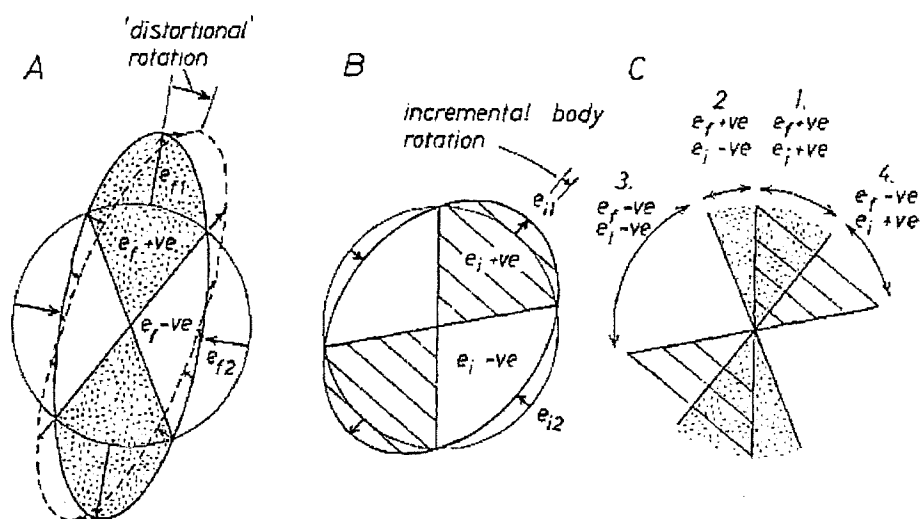 'distortional'
rotation
A
e_f1
e_f +ve
e_f -ve
e_f2
B
incremental body
rotation
e_i1
e_i +ve
e_i -ve
e_i2
C
2
e_f +ve
e_i -ve
1.
e_f +ve
e_i +ve
3.
e_f -ve
e_i -ve
4.
e_f -ve
e_i +ve